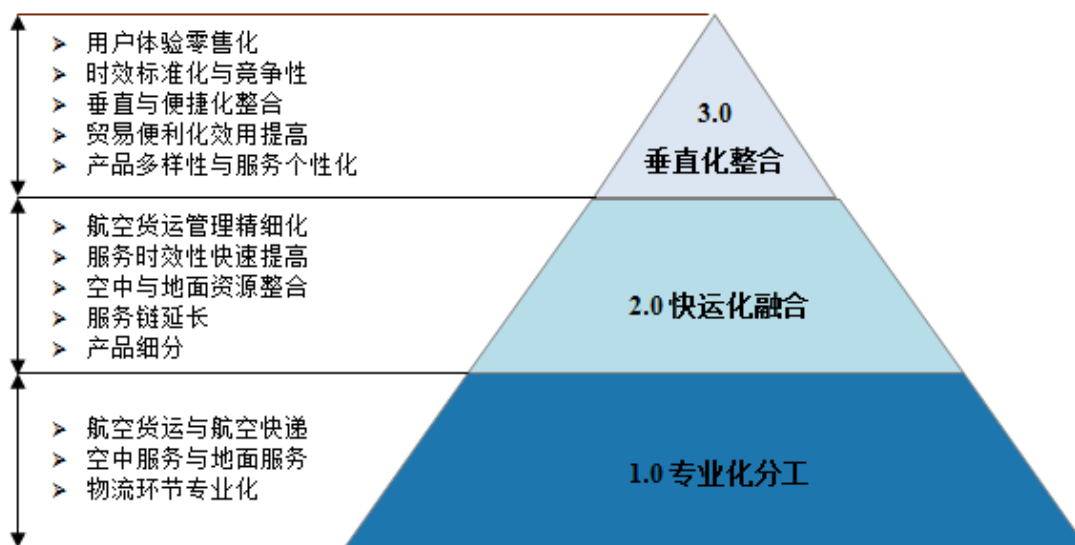 ➤ 用户体验零售化
➤ 时效标准化与竞争性
➤ 垂直与便捷化整合
➤ 贸易便利化效用提高
➤ 产品多样性与服务个性化
3.0
垂直化整合
➤ 航空货运管理精细化
➤ 服务时效性快速提高
➤ 空中与地面资源整合
➤ 服务链延长
➤ 产品细分
2.0 快运化融合
➤ 航空货运与航空快递
➤ 空中服务与地面服务
➤ 物流环节专业化
1.0 专业化分工